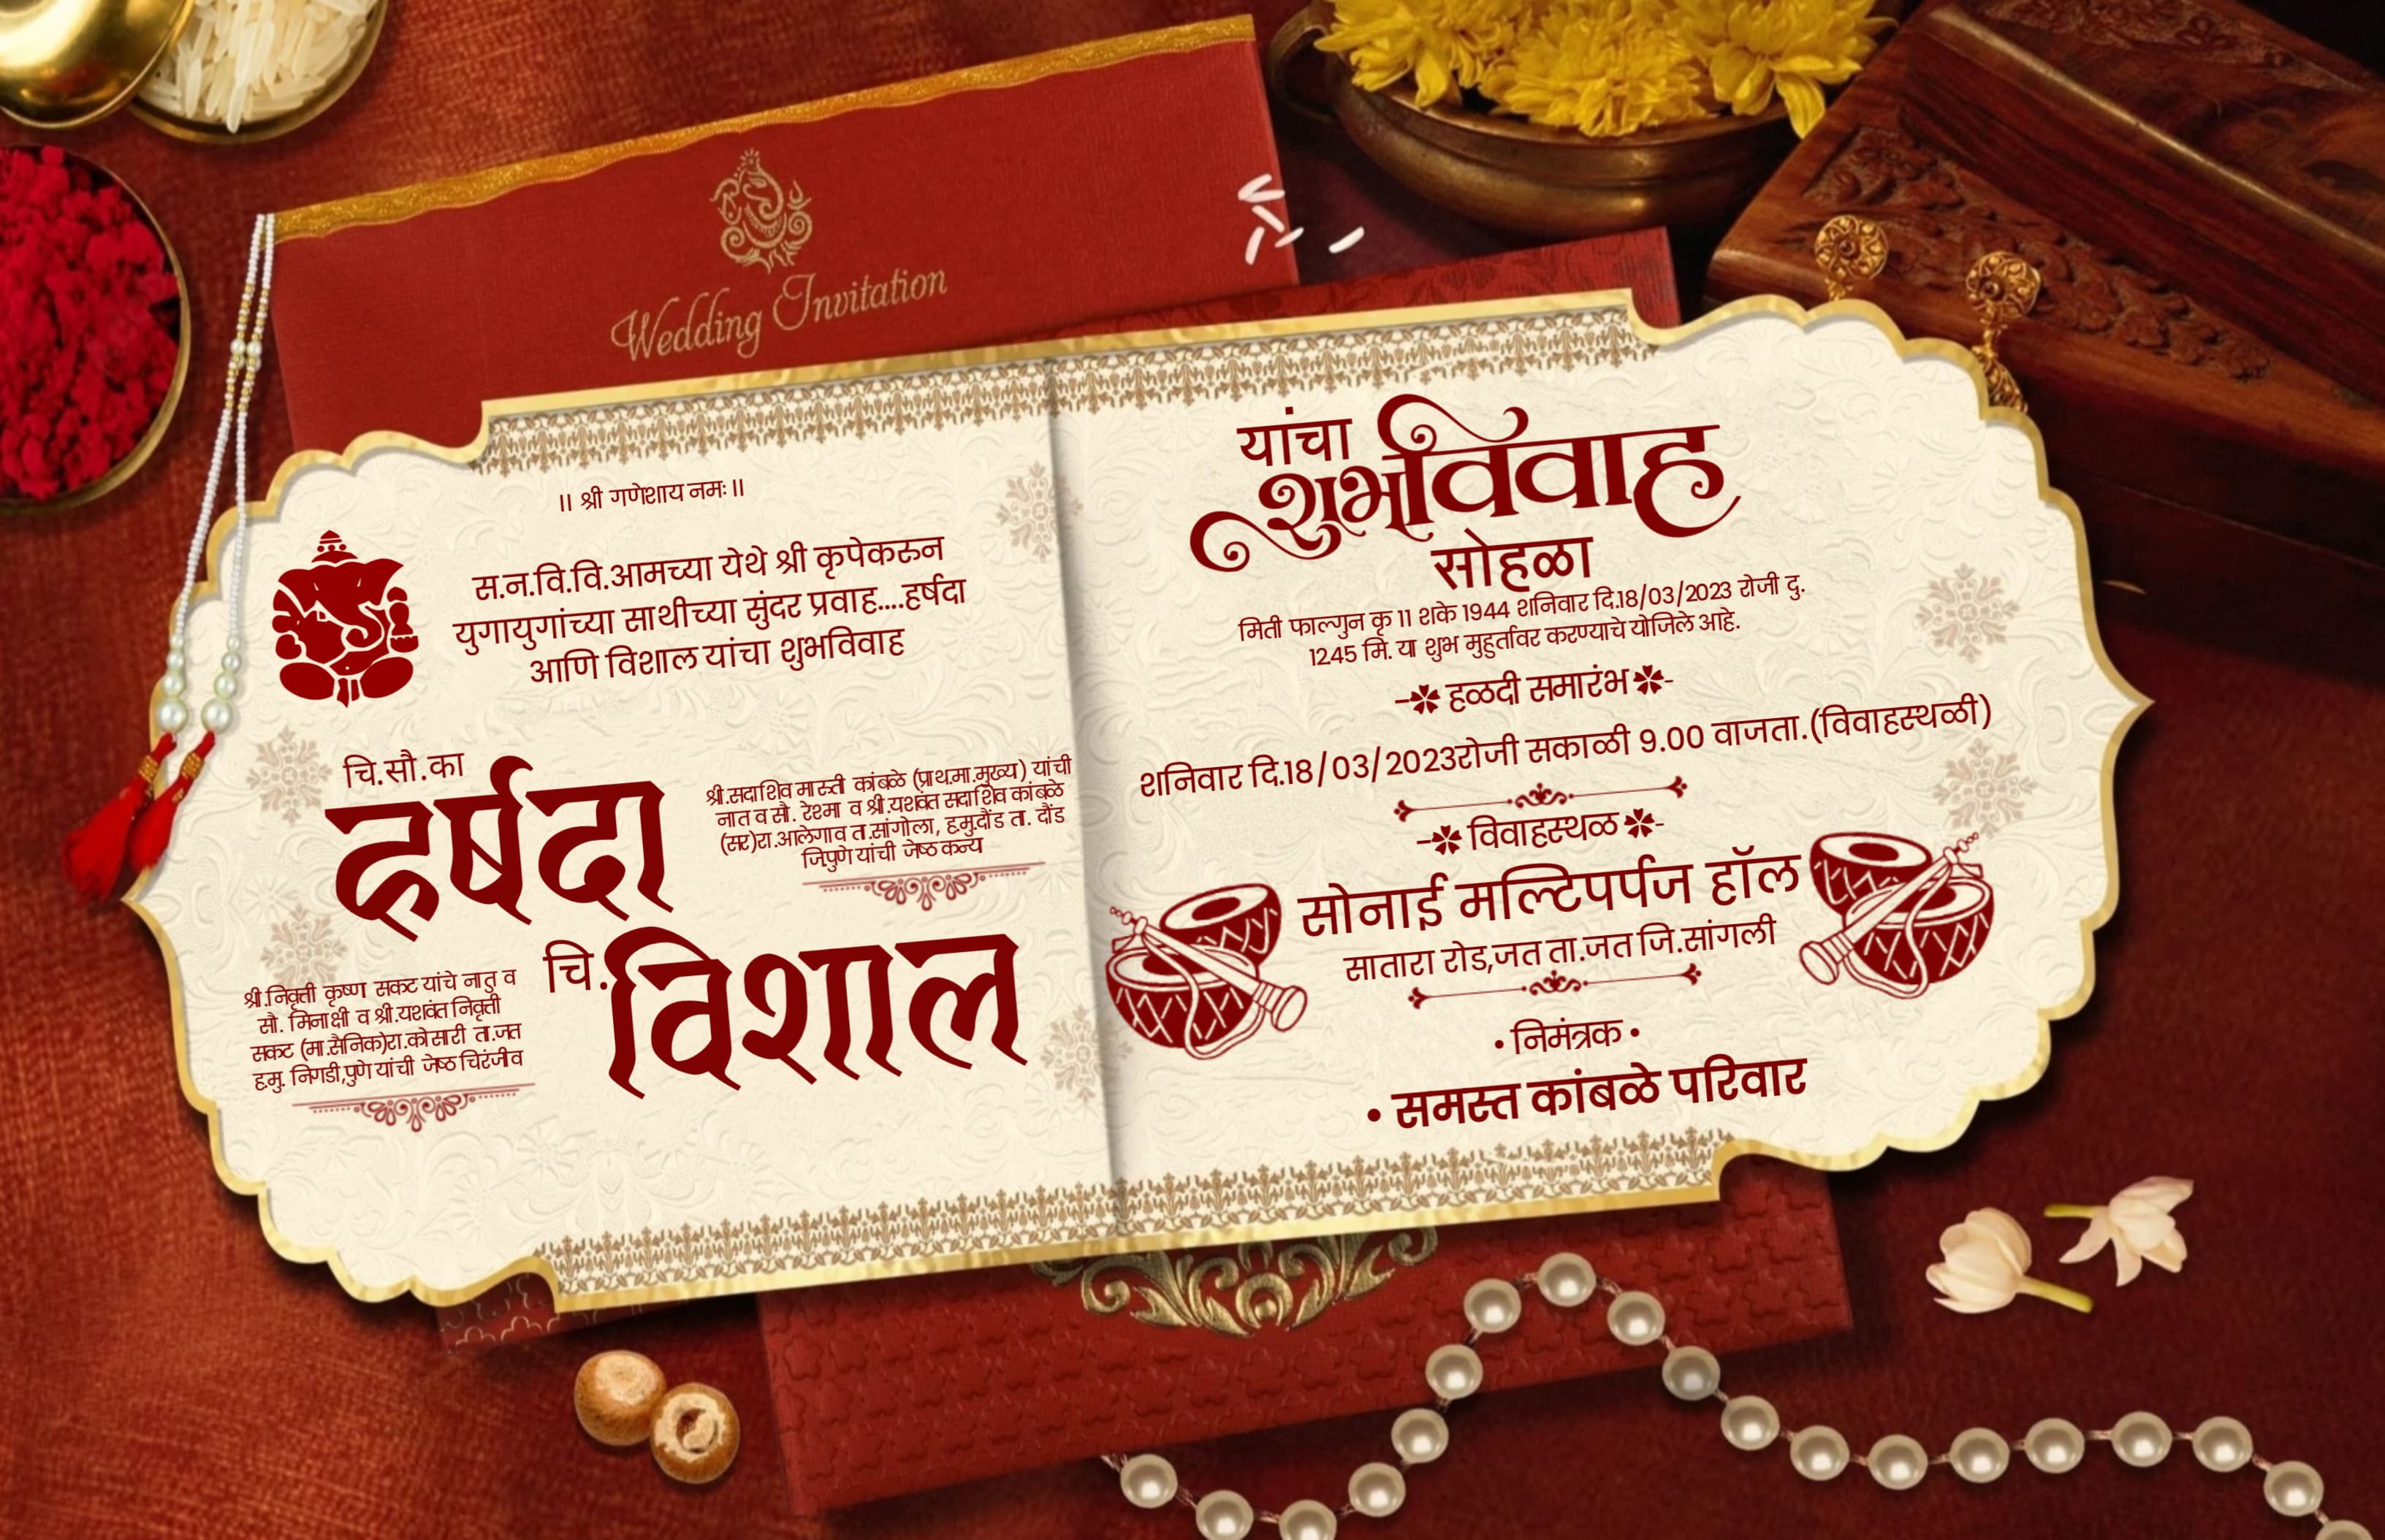 Wedding Invitation
।। श्री गणेशाय नमः ।।
स.न.वि.वि.आमच्या येथे श्री कृपेकरुन
युगायुगांच्या साथीच्या सुंदर प्रवाह....हर्षदा
आणि विशाल यांचा शुभविवाह
चि.सौ.का
हर्षदा
श्री.सदाशिव मारुती कांबळे (प्राथ.मा.मुख्य) यांची
नात व सौ. रेश्मा व श्री.यशवंत सदाशिव कांबळे
(सर)रा.आलेगाव ता.सांगोला, ह.मु.दौंड ता. दौंड
जि.पुणे यांची जेष्ठ कन्य
चि.
विशाल
श्री.निवृती कृष्ण सकट यांचे नातु व
सौ. मिनाक्षी व श्री.यशवंत निवृती
सकट (मा.सैनिक)रा.कोसारी ता.जत
ह.मु. निगडी,पुणे यांची जेष्ठ चिरंजीव
यांचा
शुभविवाह
सोहळा
मिती फाल्गुन कृ 11 शके 1944 शनिवार दि.18/03/2023 रोजी दु.
12.45 मि. या शुभ मुहुर्तावर करण्याचे योजिले आहे.
हळदी समारंभ
शनिवार दि.18/03/2023रोजी सकाळी 9.00 वाजता.(विवाहस्थळी)
विवाहस्थळ
सोनाई मल्टिपर्पज हॉल
सातारा रोड,जत ता.जत जि.सांगली
• निमंत्रक •
• समस्त कांबळे परिवार